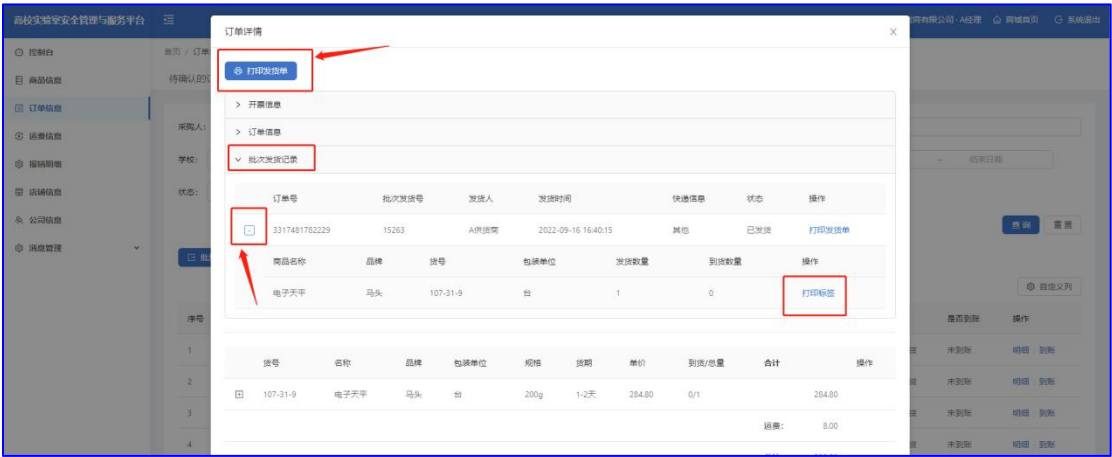 高校实验室安全管理与服务平台
商有限公司 - A经理 商城首页 系统退出
订单详情
控制台
商品信息
订单信息
运费信息
报销明细
店铺信息
公司信息
消息管理
首页 / 订单
待确认的订
打印发货单
开票信息
订单信息
批次发货记录
采购人:
学校:
状态:
~ 结束日期
查询 重置
自定义列
订单号 批次发货号 发货人 发货时间 快递信息 状态 操作
3317481782229 15263 A供货商 2022-09-16 16:40:15 其他 已发货 打印发货单
商品名称 品牌 货号 包装单位 发货数量 到货数量 操作
电子天平 马头 107-31-9 台 1 0 打印标签
货号 名称 品牌 包装单位 规格 货期 单价 到货/总量 合计 操作
107-31-9 电子天平 马头 台 200g 1-2天 284.80 0/1 284.80
运费: 8.00
序号 是否到账 操作
1 未到账 明细 到账
2 未到账 明细 到账
3 未到账 明细 到账
4 未到账 明细 到账